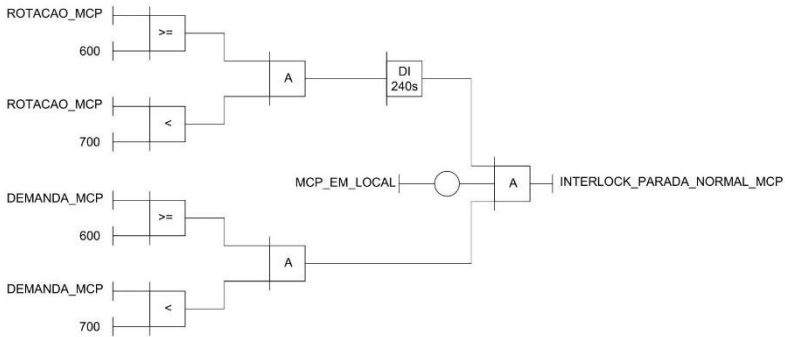 ROTACAO_MCP
>=
600
A
DI
240s
ROTACAO_MCP
<
700
MCP_EM_LOCAL
A
INTERLOCK_PARADA_NORMAL_MCP
DEMANDA_MCP
>=
600
A
DEMANDA_MCP
<
700